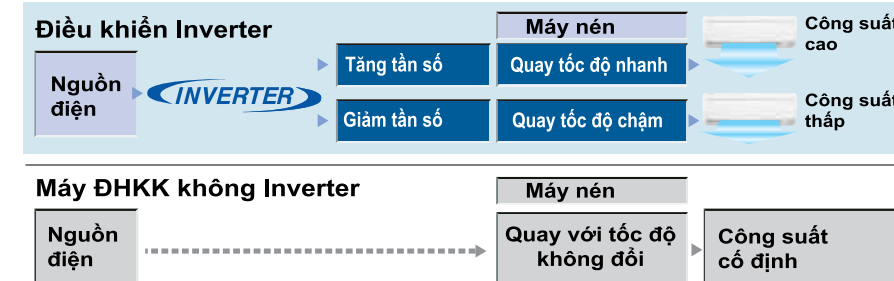 Điều khiển Inverter
Máy nén
Công suất
cao
Nguồn
điện
INVERTER
Tăng tần số
Quay tốc độ nhanh
Giảm tần số
Quay tốc độ chậm
Công suất
thấp
Máy ĐHKK không Inverter
Máy nén
Nguồn
điện
Quay với tốc độ
không đổi
Công suất
cố định